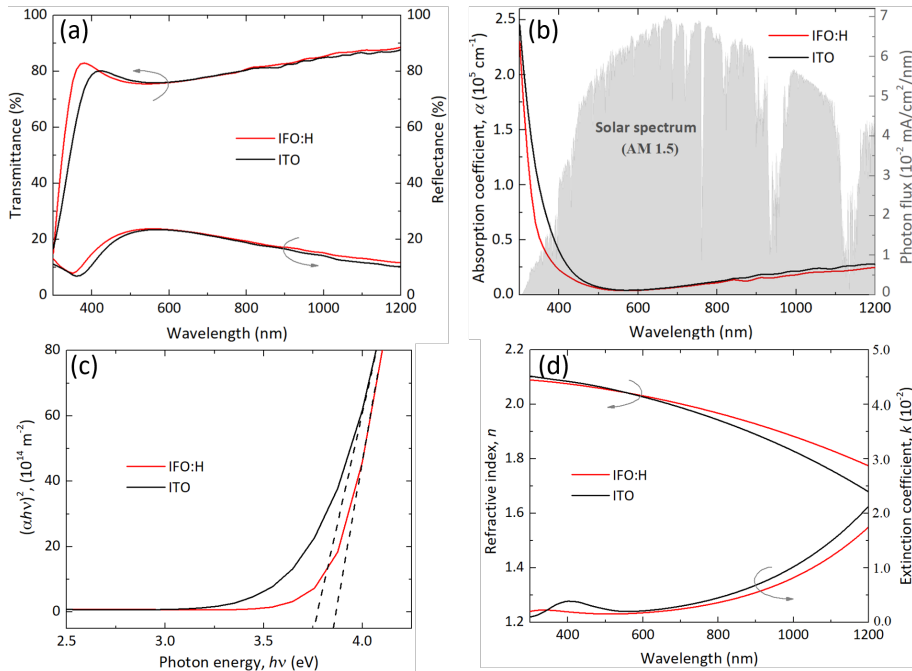 (a)
100
80
60
40
20
0
Transmittance (%)
IFO:H
ITO
100
80
60
40
20
0
Reflectance (%)
400 600 800 1000 1200
Wavelength (nm)
(b)
2.5
2.0
1.5
1.0
0.5
0.0
Absorption coefficient, α (10⁵ cm⁻¹)
IFO:H
ITO
Solar spectrum
(AM 1.5)
7
6
5
4
3
2
1
0
Photon flux (10⁻² mA/cm²/nm)
400 600 800 1000 1200
Wavelength (nm)
(c)
80
60
40
20
0
(αhν)², (10¹⁴ m⁻²)
IFO:H
ITO
2.5 3.0 3.5 4.0
Photon energy, hν (eV)
(d)
2.2
2.0
1.8
1.6
1.4
1.2
Refractive index, n
IFO:H
ITO
5.0
4.0
3.0
2.0
1.0
0.0
Extinction coefficient, k (10⁻²)
400 600 800 1000 1200
Wavelength (nm)